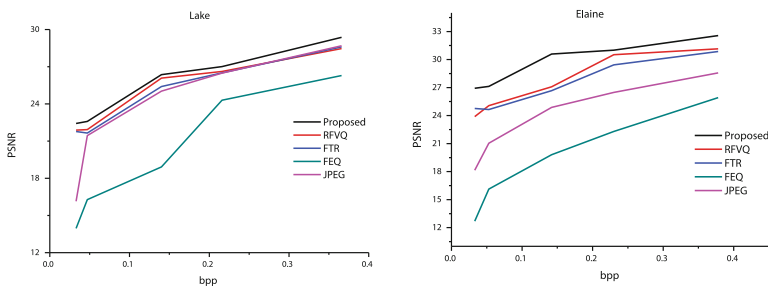 Lake
30
24
18
12
PSNR
0.0 0.1 0.2 0.3 0.4
bpp
Proposed
RFVQ
FTR
FEQ
JPEG
Elaine
33
30
27
24
21
18
15
12
PSNR
0.0 0.1 0.2 0.3 0.4
bpp
Proposed
RFVQ
FTR
FEQ
JPEG